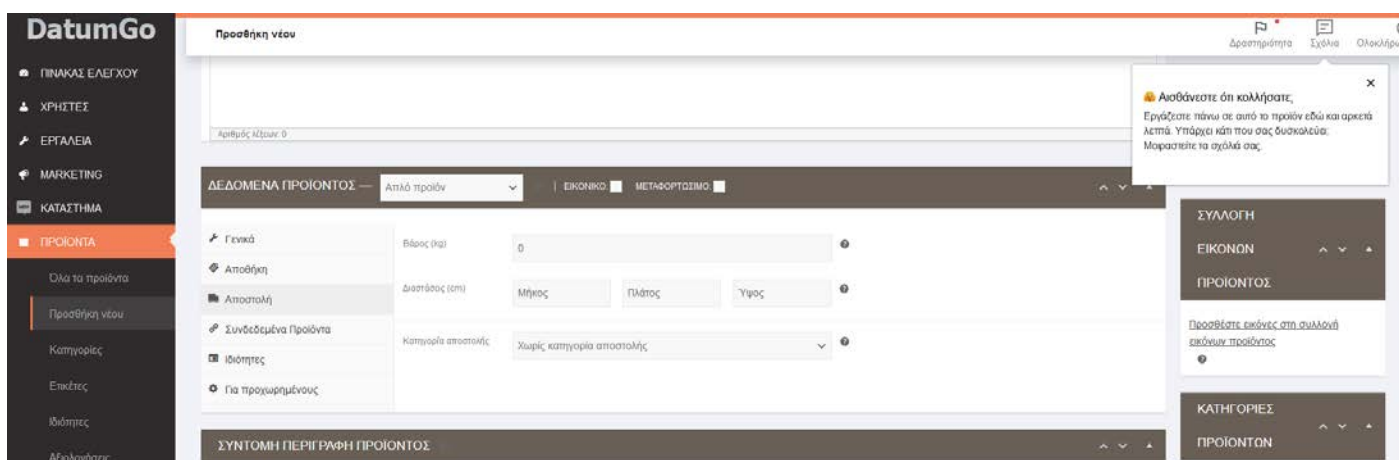 DatumGo
Προσθήκη νέου
Δραστηριότητα
Σχόλια
ΠΙΝΑΚΑΣ ΕΛΕΓΧΟΥ
ΧΡΗΣΤΕΣ
ΕΡΓΑΛΕΙΑ
MARKETING
ΚΑΤΑΣΤΗΜΑ
ΠΡΟΪΟΝΤΑ
Όλα τα προϊόντα
Προσθήκη νέου
Κατηγορίες
Ετικέτες
Ιδιότητες
Αξιολογήσεις
Αριθμός λέξεων: 0
Αισθάνεστε ότι κολλήσατε;
Εργάζεστε πάνω σε αυτό το προϊόν εδώ και αρκετά
λεπτά. Υπάρχει κάτι που σας δυσκολεύει;
Μοιραστείτε τα σχόλιά σας.
ΔΕΔΟΜΕΝΑ ΠΡΟΪΟΝΤΟΣ —
Απλό προϊόν
| ΕΙΚΟΝΙΚΟ:
ΜΕΤΑΦΟΡΤΩΣΙΜΟ:
Γενικά
Αποθήκη
Αποστολή
Συνδεδεμένα Προϊόντα
Ιδιότητες
Για προχωρημένους
Βάρος (kg)
0
Διαστάσεις (cm)
Μήκος
Πλάτος
Ύψος
Κατηγορία αποστολής
Χωρίς κατηγορία αποστολής
ΣΥΝΤΟΜΗ ΠΕΡΙΓΡΑΦΗ ΠΡΟΪΟΝΤΟΣ
ΣΥΛΛΟΓΗ
ΕΙΚΟΝΩΝ
ΠΡΟΪΟΝΤΟΣ
Προσθέστε εικόνες στη συλλογή
εικόνων προϊόντος
ΚΑΤΗΓΟΡΙΕΣ
ΠΡΟΪΟΝΤΩΝ